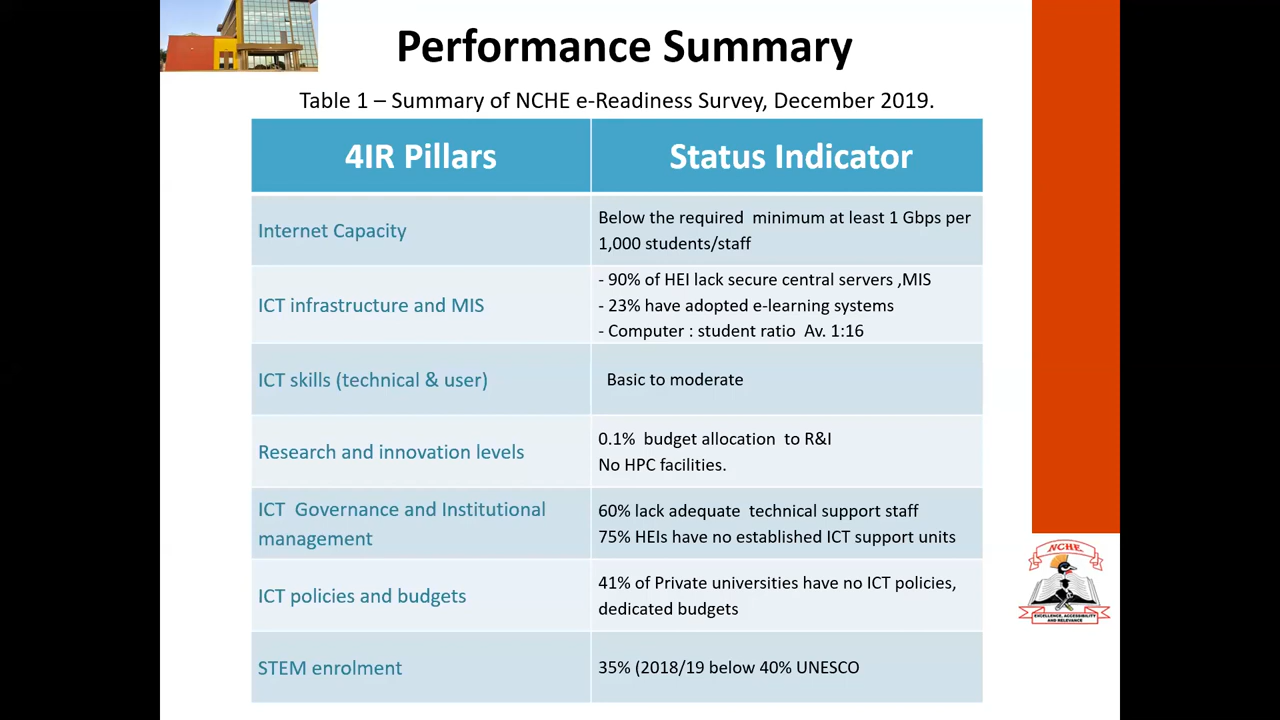 Performance Summary
Table 1 – Summary of NCHE e-Readiness Survey, December 2019.
4IR Pillars
Status Indicator
Internet Capacity
Below the required minimum at least 1 Gbps per
1,000 students/staff
ICT infrastructure and MIS
- 90% of HEI lack secure central servers ,MIS
- 23% have adopted e-learning systems
- Computer : student ratio Av. 1:16
ICT skills (technical & user)
Basic to moderate
Research and innovation levels
0.1% budget allocation to R&I
No HPC facilities.
ICT Governance and Institutional
management
60% lack adequate technical support staff
75% HEIs have no established ICT support units
ICT policies and budgets
41% of Private universities have no ICT policies,
dedicated budgets
STEM enrolment
35% (2018/19 below 40% UNESCO
NCHE
EXCELLENCE, ACCESSIBILITY
AND RELEVANCE